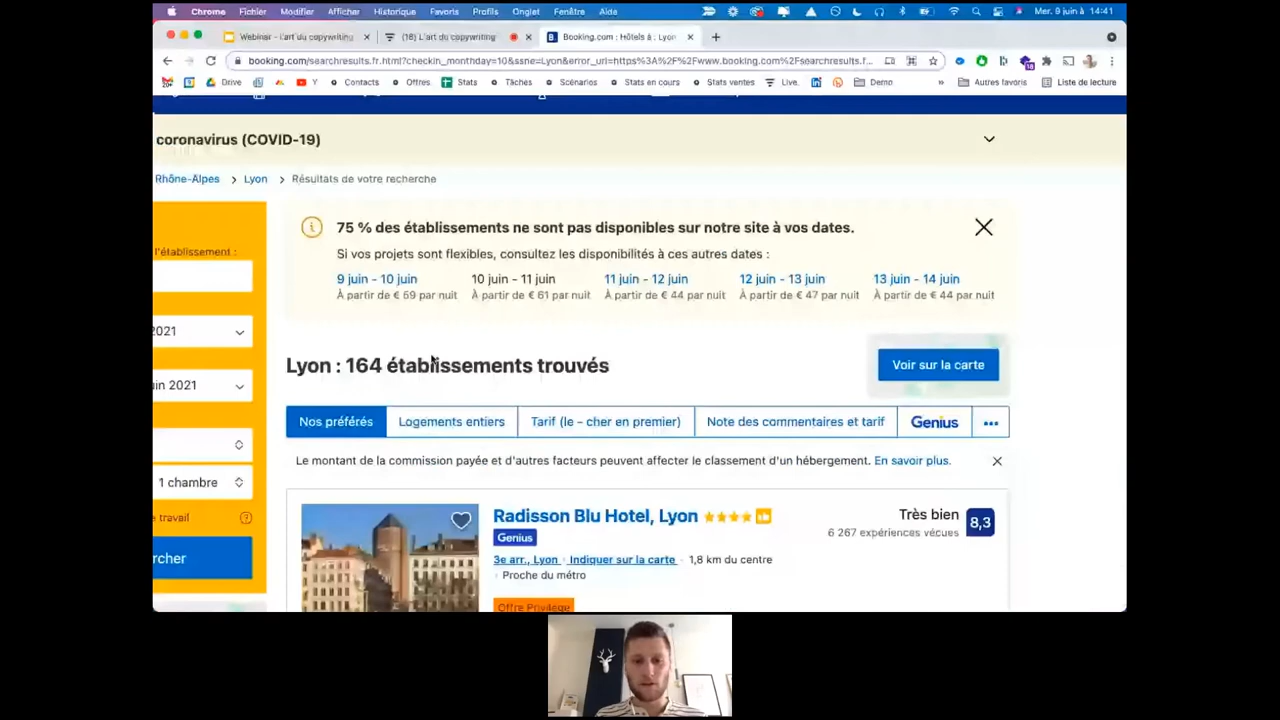 Chrome Fichier Modifier Afficher Historique Favoris Profils Onglet Fenêtre Aide Mer. 9 juin à 14:41
Webinar - l'art du copywriting (18) L'art du copywriting Booking.com : Hôtels à : Lyon
booking.com/searchresults.fr.html?checkin_monthday=10&ssne=Lyon&error_url=https%3A%2F%2Fwww.booking.com%2Fsearchresults.f...
Drive Y Contacts Offres Stats Tâches Scénarios Stats en cours Stats ventes Live Demo » Autres favoris Liste de lecture
coronavirus (COVID-19)
Rhône-Alpes > Lyon > Résultats de votre recherche
75 % des établissements ne sont pas disponibles sur notre site à vos dates.
l'établissement :
Si vos projets sont flexibles, consultez les disponibilités à ces autres dates :
9 juin - 10 juin 10 juin - 11 juin 11 juin - 12 juin 12 juin - 13 juin 13 juin - 14 juin
À partir de € 69 par nuit À partir de € 61 par nuit À partir de € 44 par nuit À partir de € 47 par nuit À partir de € 44 par nuit
2021
Lyon : 164 établissements trouvés
Voir sur la carte
uin 2021
Nos préférés Logements entiers Tarif (le - cher en premier) Note des commentaires et tarif Genius •••
Le montant de la commission payée et d'autres facteurs peuvent affecter le classement d'un hébergement. En savoir plus.
1 chambre
travail
rcher
Radisson Blu Hotel, Lyon
Très bien 8,3
6 267 expériences vécues
Genius
3e arr., Lyon · Indiquer sur la carte · 1,8 km du centre
· Proche du métro
Offre Privilège